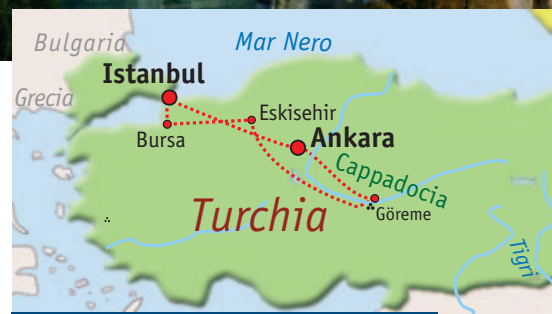 Bulgaria
Mar Nero
Istanbul
Grecia
Eskisehir
Bursa
Ankara
Cappadocia
Turchia
Göreme
Tigri